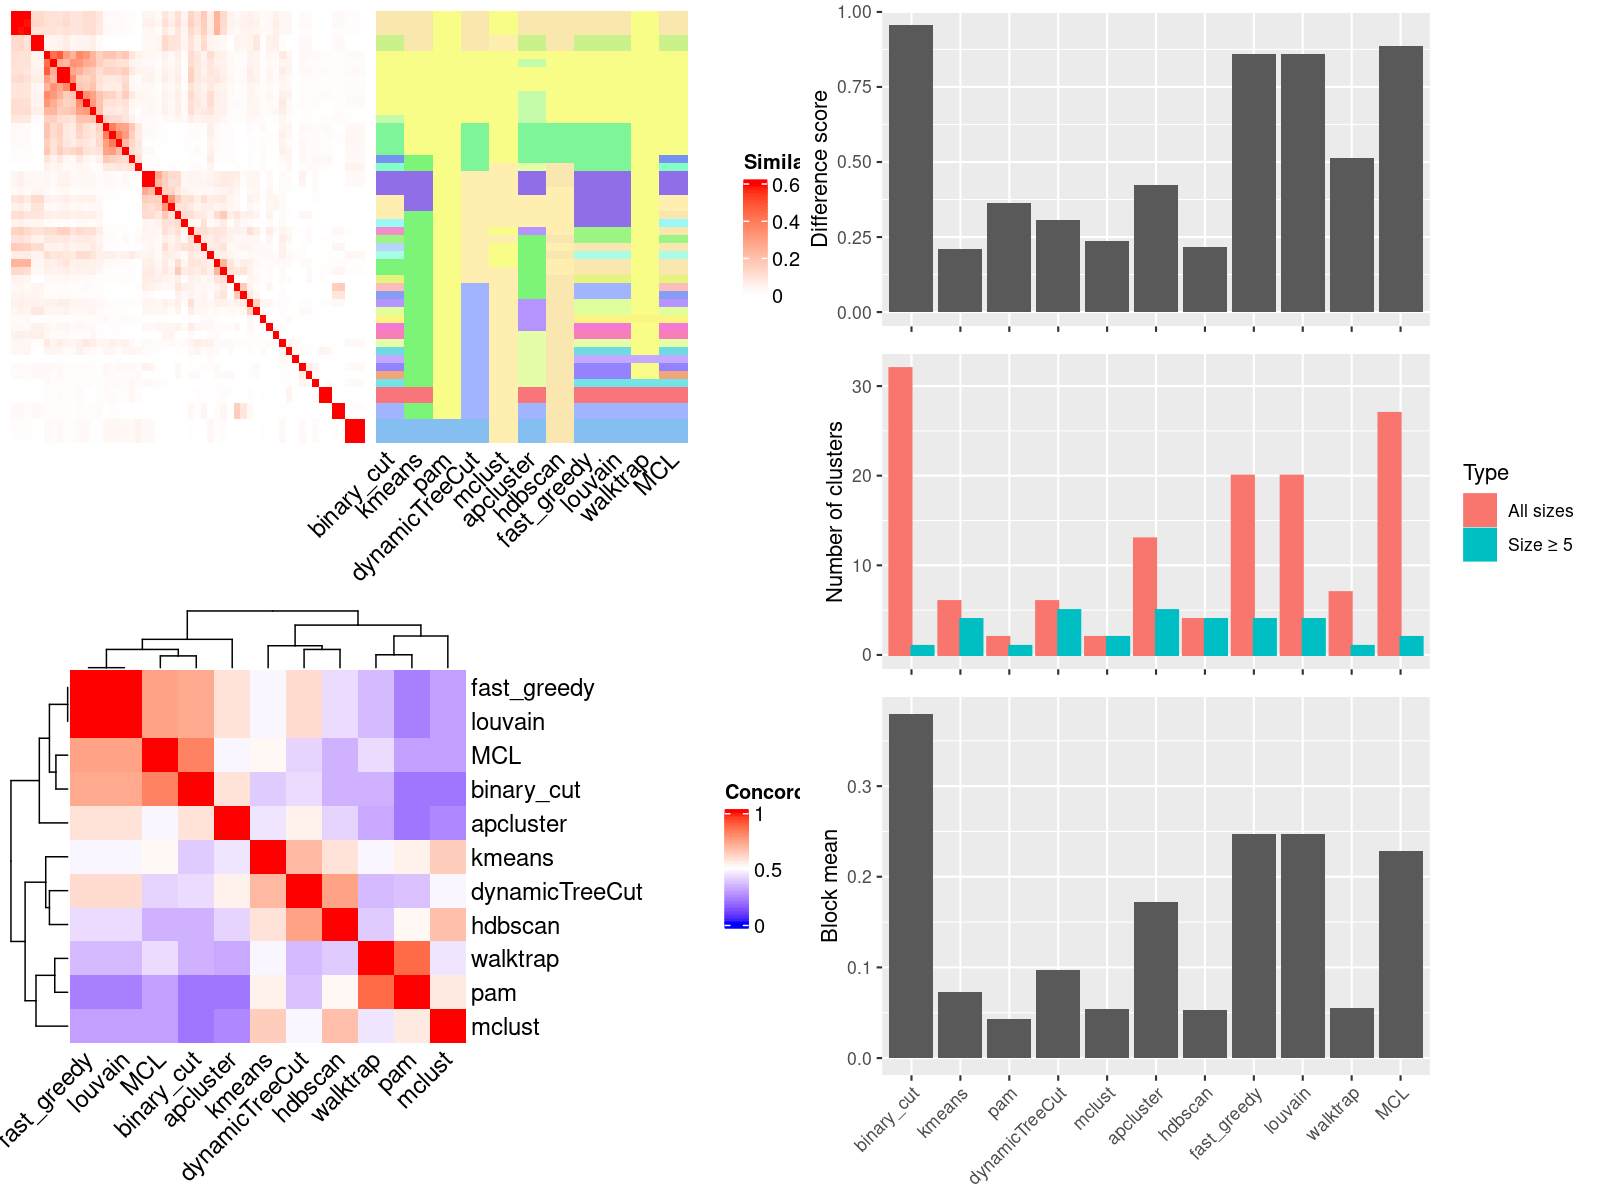 Simila
0.6
0.4
0.2
0
binary_cut
kmeans
pam
dynamicTreeCut
mclust
apcluster
hdbscan
fast_greedy
louvain
walktrap
MCL
fast_greedy
louvain
MCL
binary_cut
apcluster
kmeans
dynamicTreeCut
hdbscan
walktrap
pam
mclust
fast_greedy
louvain
MCL
binary_cut
apcluster
kmeans
dynamicTreeCut
hdbscan
walktrap
pam
mclust
Concord
1
0.5
0
Difference score
1.00
0.75
0.50
0.25
0.00
Number of clusters
30
20
10
0
Type
All sizes
Size ≥ 5
Block mean
0.3
0.2
0.1
0.0
binary_cut
kmeans
pam
dynamicTreeCut
mclust
apcluster
hdbscan
fast_greedy
louvain
walktrap
MCL